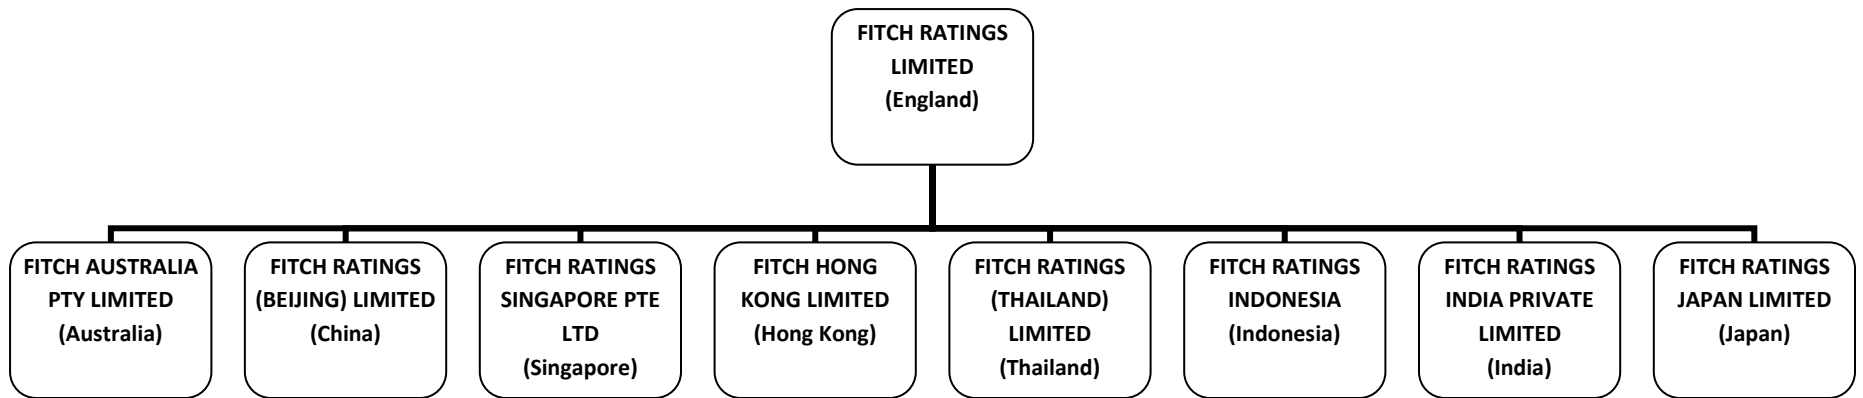 FITCH RATINGS
LIMITED
(England)
FITCH AUSTRALIA
PTY LIMITED
(Australia)
FITCH RATINGS
(BEIJING) LIMITED
(China)
FITCH RATINGS
SINGAPORE PTE
LTD
(Singapore)
FITCH HONG
KONG LIMITED
(Hong Kong)
FITCH RATINGS
(THAILAND)
LIMITED
(Thailand)
FITCH RATINGS
INDONESIA
(Indonesia)
FITCH RATINGS
INDIA PRIVATE
LIMITED
(India)
FITCH RATINGS
JAPAN LIMITED
(Japan)